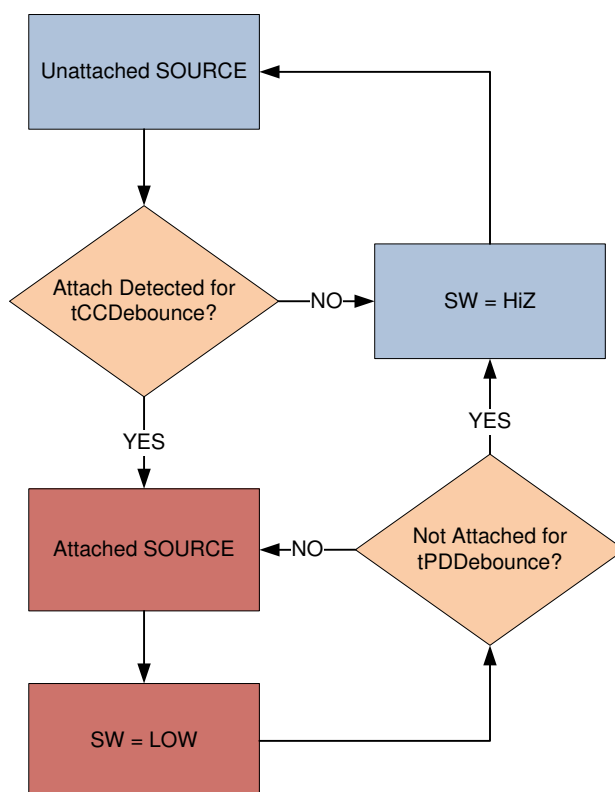 Unattached SOURCE
Attach Detected for
tCCDebounce?
NO
SW = HiZ
YES
YES
Attached SOURCE
NO
Not Attached for
tPDDebounce?
SW = LOW